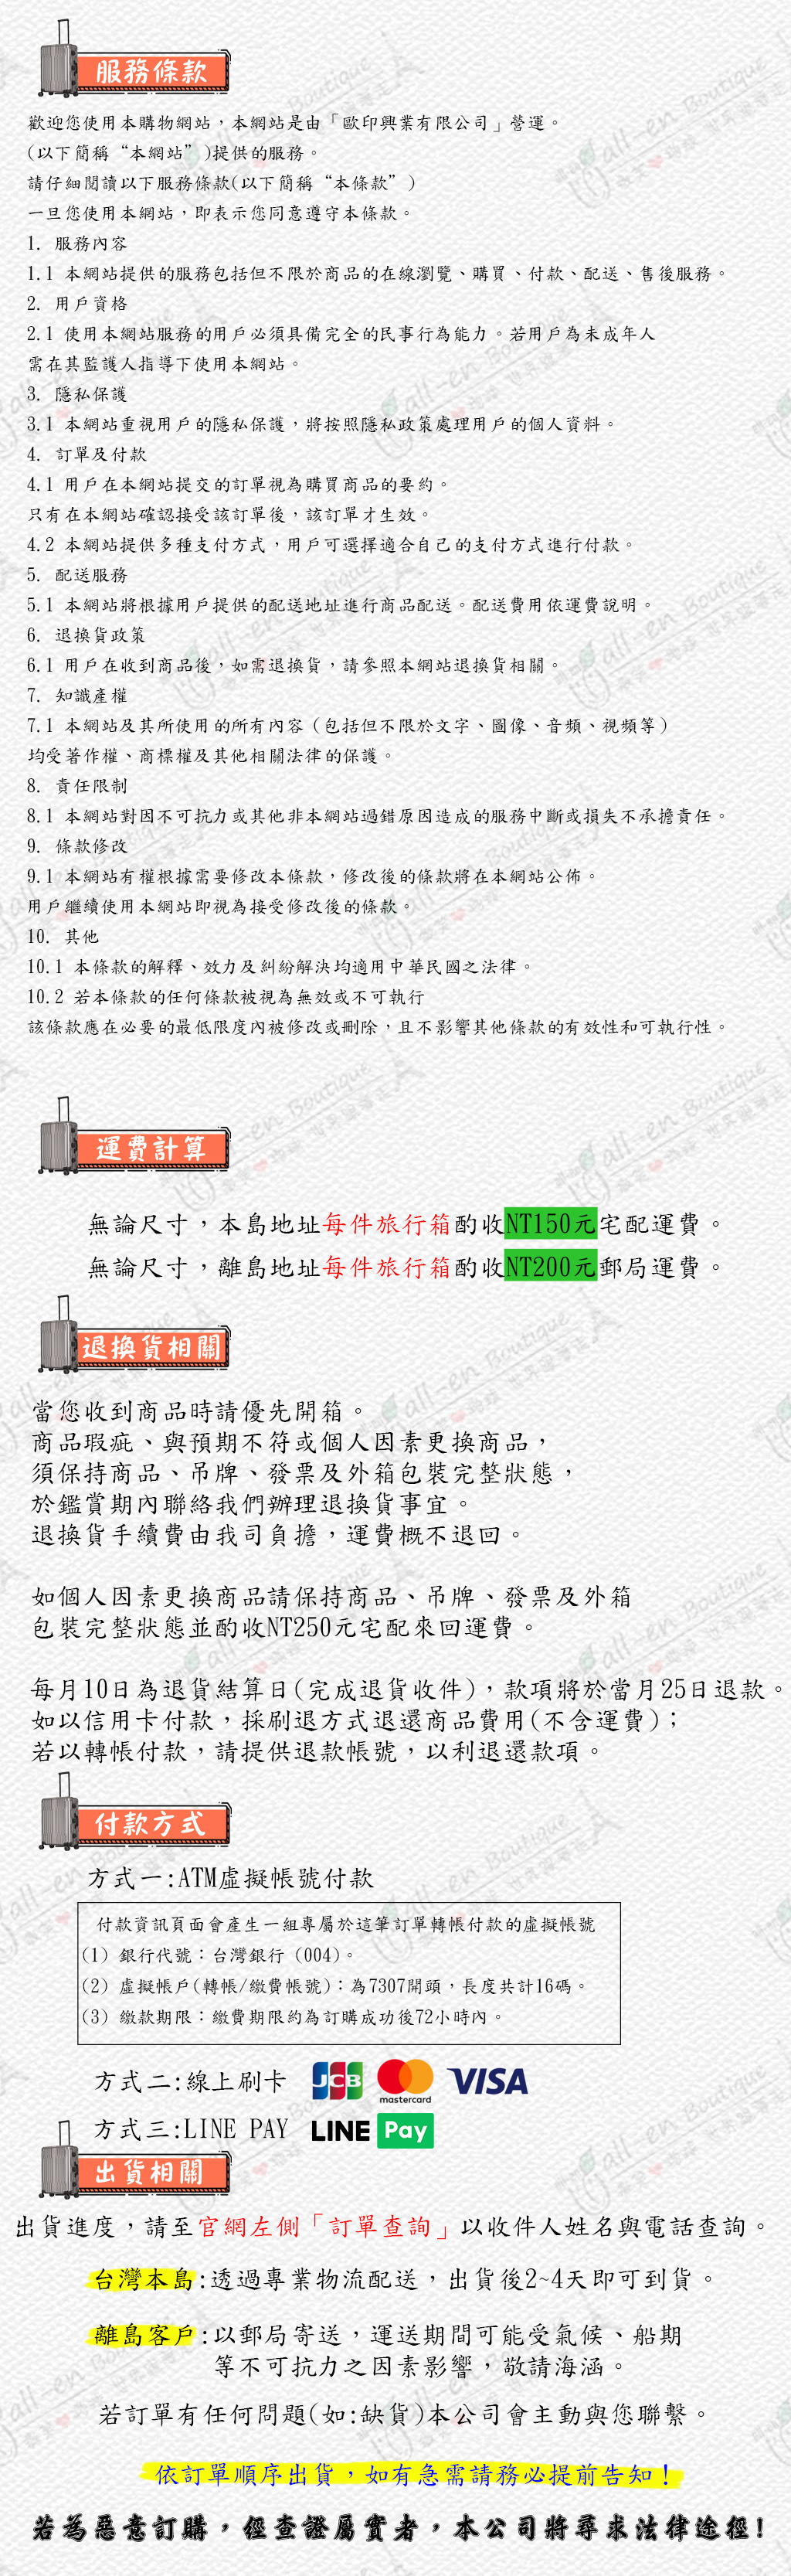 服務條款
歡迎您使用本購物網站，本網站是由「歐印興業有限公司」營運。
(以下簡稱“本網站”)提供的服務。
請仔細閱讀以下服務條款(以下簡稱“本條款”)
一旦您使用本網站，即表示您同意遵守本條款。
1. 服務內容
1.1 本網站提供的服務包括但不限於商品的在線瀏覽、購買、付款、配送、售後服務。
2. 用戶資格
2.1 使用本網站服務的用戶必須具備完全的民事行為能力。若用戶為未成年人
需在其監護人指導下使用本網站。
3. 隱私保護
3.1 本網站重視用戶的隱私保護，將按照隱私政策處理用戶的個人資料。
4. 訂單及付款
4.1 用戶在本網站提交的訂單視為購買商品的要約。
只有在本網站確認接受該訂單後，該訂單才生效。
4.2 本網站提供多種支付方式，用戶可選擇適合自己的支付方式進行付款。
5. 配送服務
5.1 本網站將根據用戶提供的配送地址進行商品配送。配送費用依運費說明。
6. 退換貨政策
6.1 用戶在收到商品後，如需退換貨，請參照本網站退換貨相關。
7. 知識產權
7.1 本網站及其所使用的所有內容（包括但不限於文字、圖像、音頻、視頻等）
均受著作權、商標權及其他相關法律的保護。
8. 責任限制
8.1 本網站對因不可抗力或其他非本網站過錯原因造成的服務中斷或損失不承擔責任。
9. 條款修改
9.1 本網站有權根據需要修改本條款，修改後的條款將在本網站公佈。
用戶繼續使用本網站即視為接受修改後的條款。
10. 其他
10.1 本條款的解釋、效力及糾紛解決均適用中華民國之法律。
10.2 若本條款的任何條款被視為無效或不可執行
該條款應在必要的最低限度內被修改或刪除，且不影響其他條款的有效性和可執行性。
運費計算
無論尺寸，本島地址每件旅行箱酌收NT150元宅配運費。
無論尺寸，離島地址每件旅行箱酌收NT200元郵局運費。
退換貨相關
當您收到商品時請優先開箱。
商品瑕疵、與預期不符或個人因素更換商品，
須保持商品、吊牌、發票及外箱包裝完整狀態，
於鑑賞期內聯絡我們辦理退換貨事宜。
退換貨手續費由我司負擔，運費概不退回。
如個人因素更換商品請保持商品、吊牌、發票及外箱
包裝完整狀態並酌收NT250元宅配來回運費。
每月10日為退貨結算日(完成退貨收件)，款項將於當月25日退款。
如以信用卡付款，採刷退方式退還商品費用(不含運費)；
若以轉帳付款，請提供退款帳號，以利退還款項。
付款方式
方式一:ATM虛擬帳號付款
付款資訊頁面會產生一組專屬於這筆訂單轉帳付款的虛擬帳號
(1) 銀行代號：台灣銀行 (004)。
(2) 虛擬帳戶(轉帳/繳費帳號)：為7307開頭，長度共計16碼。
(3) 繳款期限：繳費期限約為訂購成功後72小時內。
方式二:線上刷卡 JCB mastercard VISA
方式三:LINE PAY LINE Pay
出貨相關
出貨進度，請至官網左側「訂單查詢」以收件人姓名與電話查詢。
台灣本島:透過專業物流配送，出貨後2~4天即可到貨。
離島客戶:以郵局寄送，運送期間可能受氣候、船期
等不可抗力之因素影響，敬請海涵。
若訂單有任何問題(如:缺貨)本公司會主動與您聯繫。
依訂單順序出貨，如有急需請務必提前告知！
若為惡意訂購，經查證屬實者，本公司將尋求法律途徑!